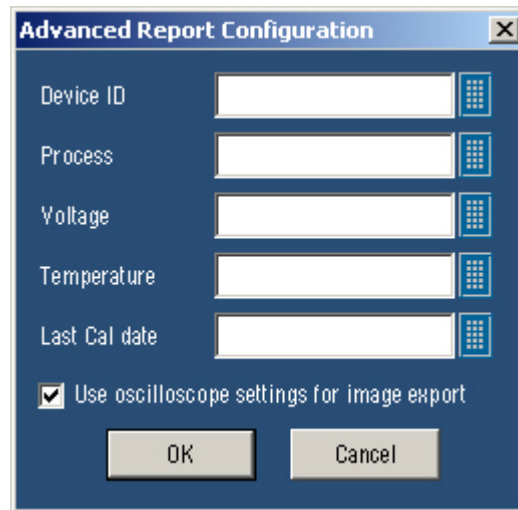 Advanced Report Configuration
Device ID
Process
Voltage
Temperature
Last Cal date
Use oscilloscope settings for image export
OK Cancel